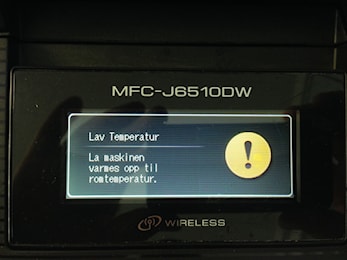 MFC-J6510DW
Lav Temperatur
La maskinen
varmes opp til
romtemperatur.
WIRELESS